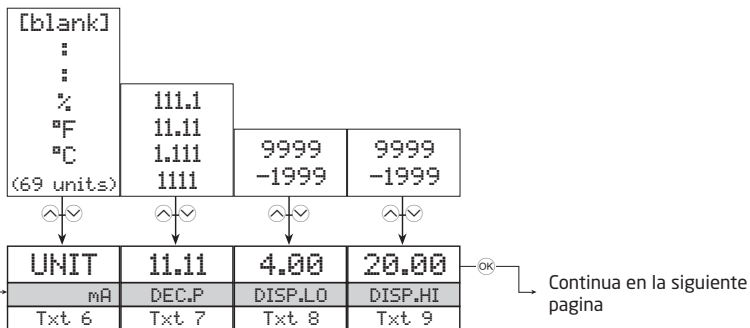 [blank]
:
:
%
°F
°C
(69 units)
111.1
11.11
1.111
1111
9999
-1999
9999
-1999
UNIT
mA
Txt 6
11.11
DEC.P
Txt 7
4.00
DISP.LO
Txt 8
20.00
DISP.HI
Txt 9
OK
Continua en la siguiente
pagina